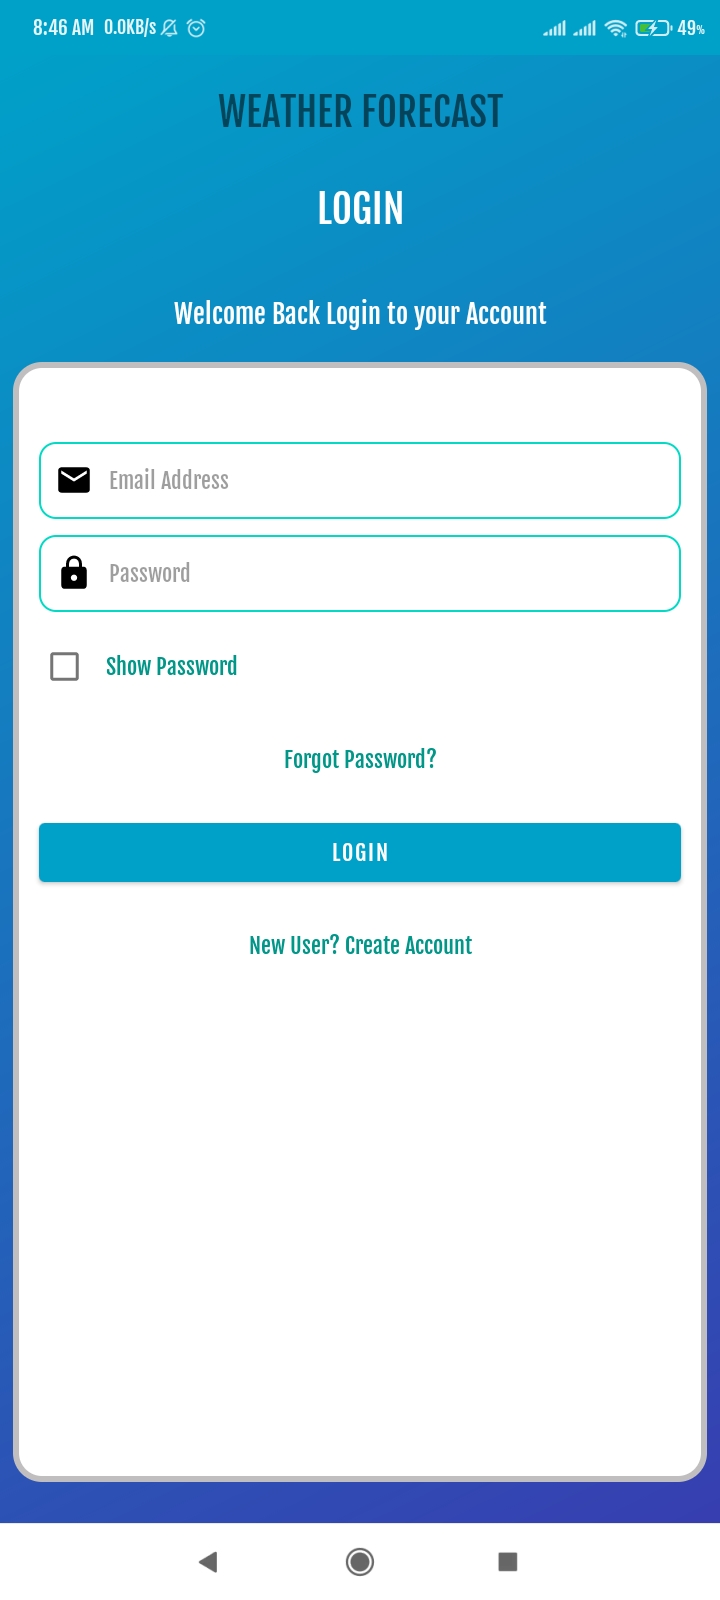 8:46 AM 0.0KB/s 49%
WEATHER FORECAST
LOGIN
Welcome Back Login to your Account
Email Address
Password
Show Password
Forgot Password?
LOGIN
New User? Create Account